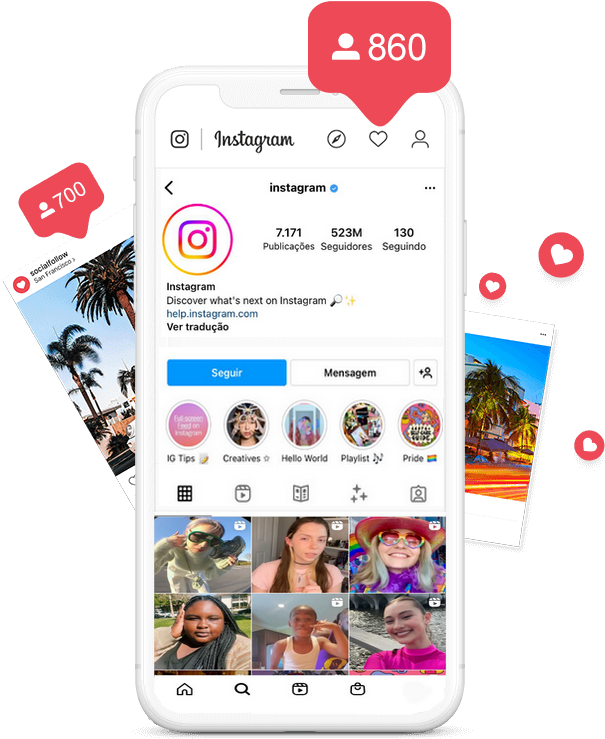 860
Instagram
700
instagram
7.171 523M 130
Publicações Seguidores Seguindo
socialfollow
San Francisco >
Instagram
Discover what's next on Instagram 🔎✨
help.instagram.com
Ver tradução
Seguir Mensagem
Full screen
Feed on
Instagram
IG Tips 📝 Creatives ☆ Hello World Playlist 🎶 Pride 🏳️‍🌈